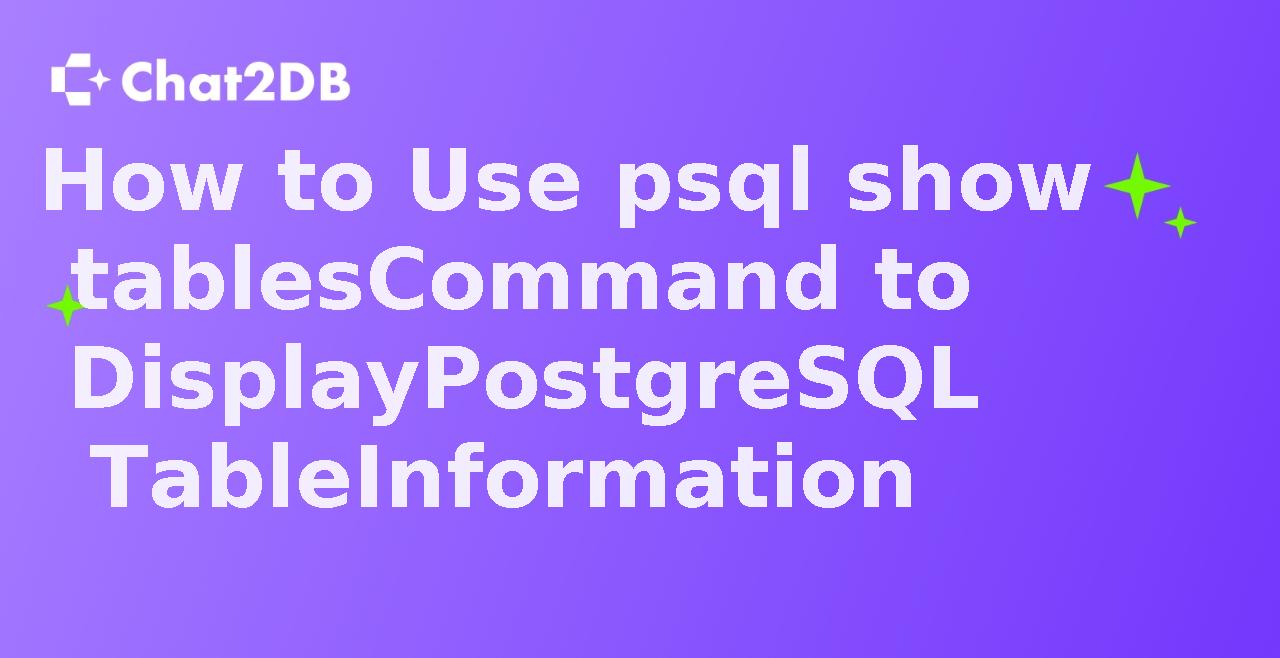 Chat2DB
How to Use psql show
tablesCommand to
DisplayPostgreSQL
TableInformation